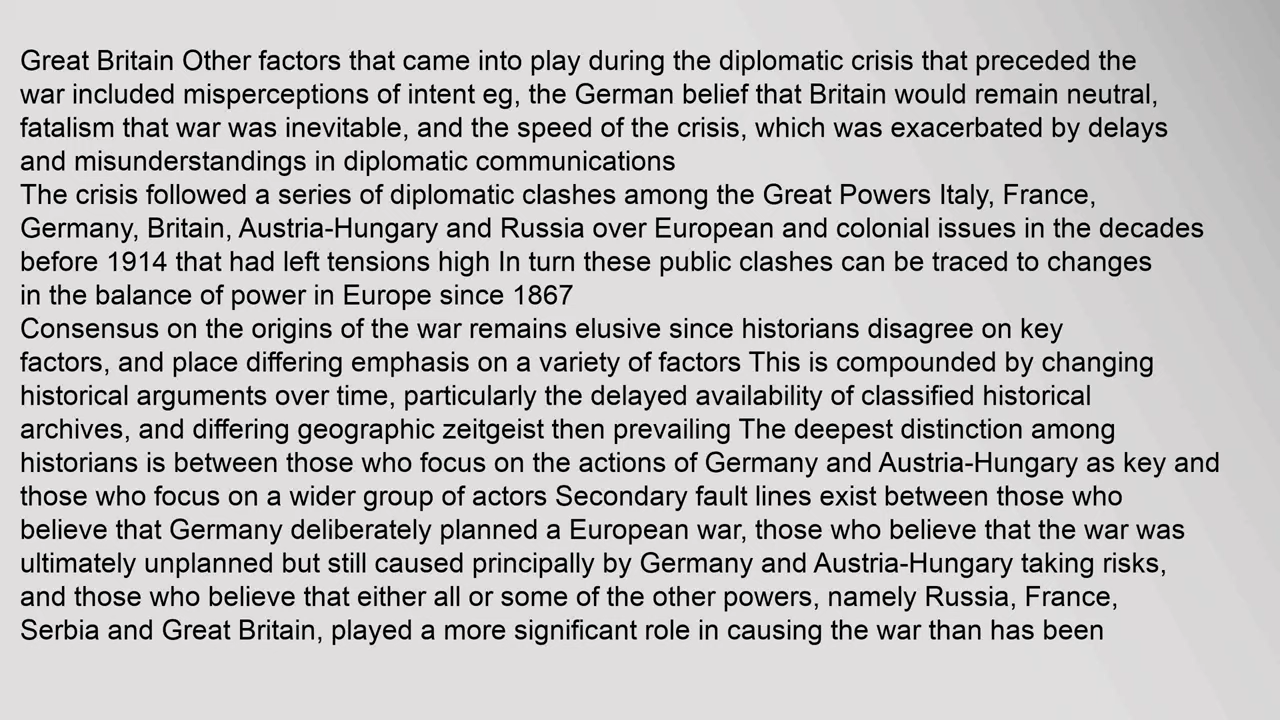 Great Britain Other factors that came into play during the diplomatic crisis that preceded the
war included misperceptions of intent eg, the German belief that Britain would remain neutral,
fatalism that war was inevitable, and the speed of the crisis, which was exacerbated by delays
and misunderstandings in diplomatic communications
The crisis followed a series of diplomatic clashes among the Great Powers Italy, France,
Germany, Britain, Austria-Hungary and Russia over European and colonial issues in the decades
before 1914 that had left tensions high In turn these public clashes can be traced to changes
in the balance of power in Europe since 1867
Consensus on the origins of the war remains elusive since historians disagree on key
factors, and place differing emphasis on a variety of factors This is compounded by changing
historical arguments over time, particularly the delayed availability of classified historical
archives, and differing geographic zeitgeist then prevailing The deepest distinction among
historians is between those who focus on the actions of Germany and Austria-Hungary as key and
those who focus on a wider group of actors Secondary fault lines exist between those who
believe that Germany deliberately planned a European war, those who believe that the war was
ultimately unplanned but still caused principally by Germany and Austria-Hungary taking risks,
and those who believe that either all or some of the other powers, namely Russia, France,
Serbia and Great Britain, played a more significant role in causing the war than has been